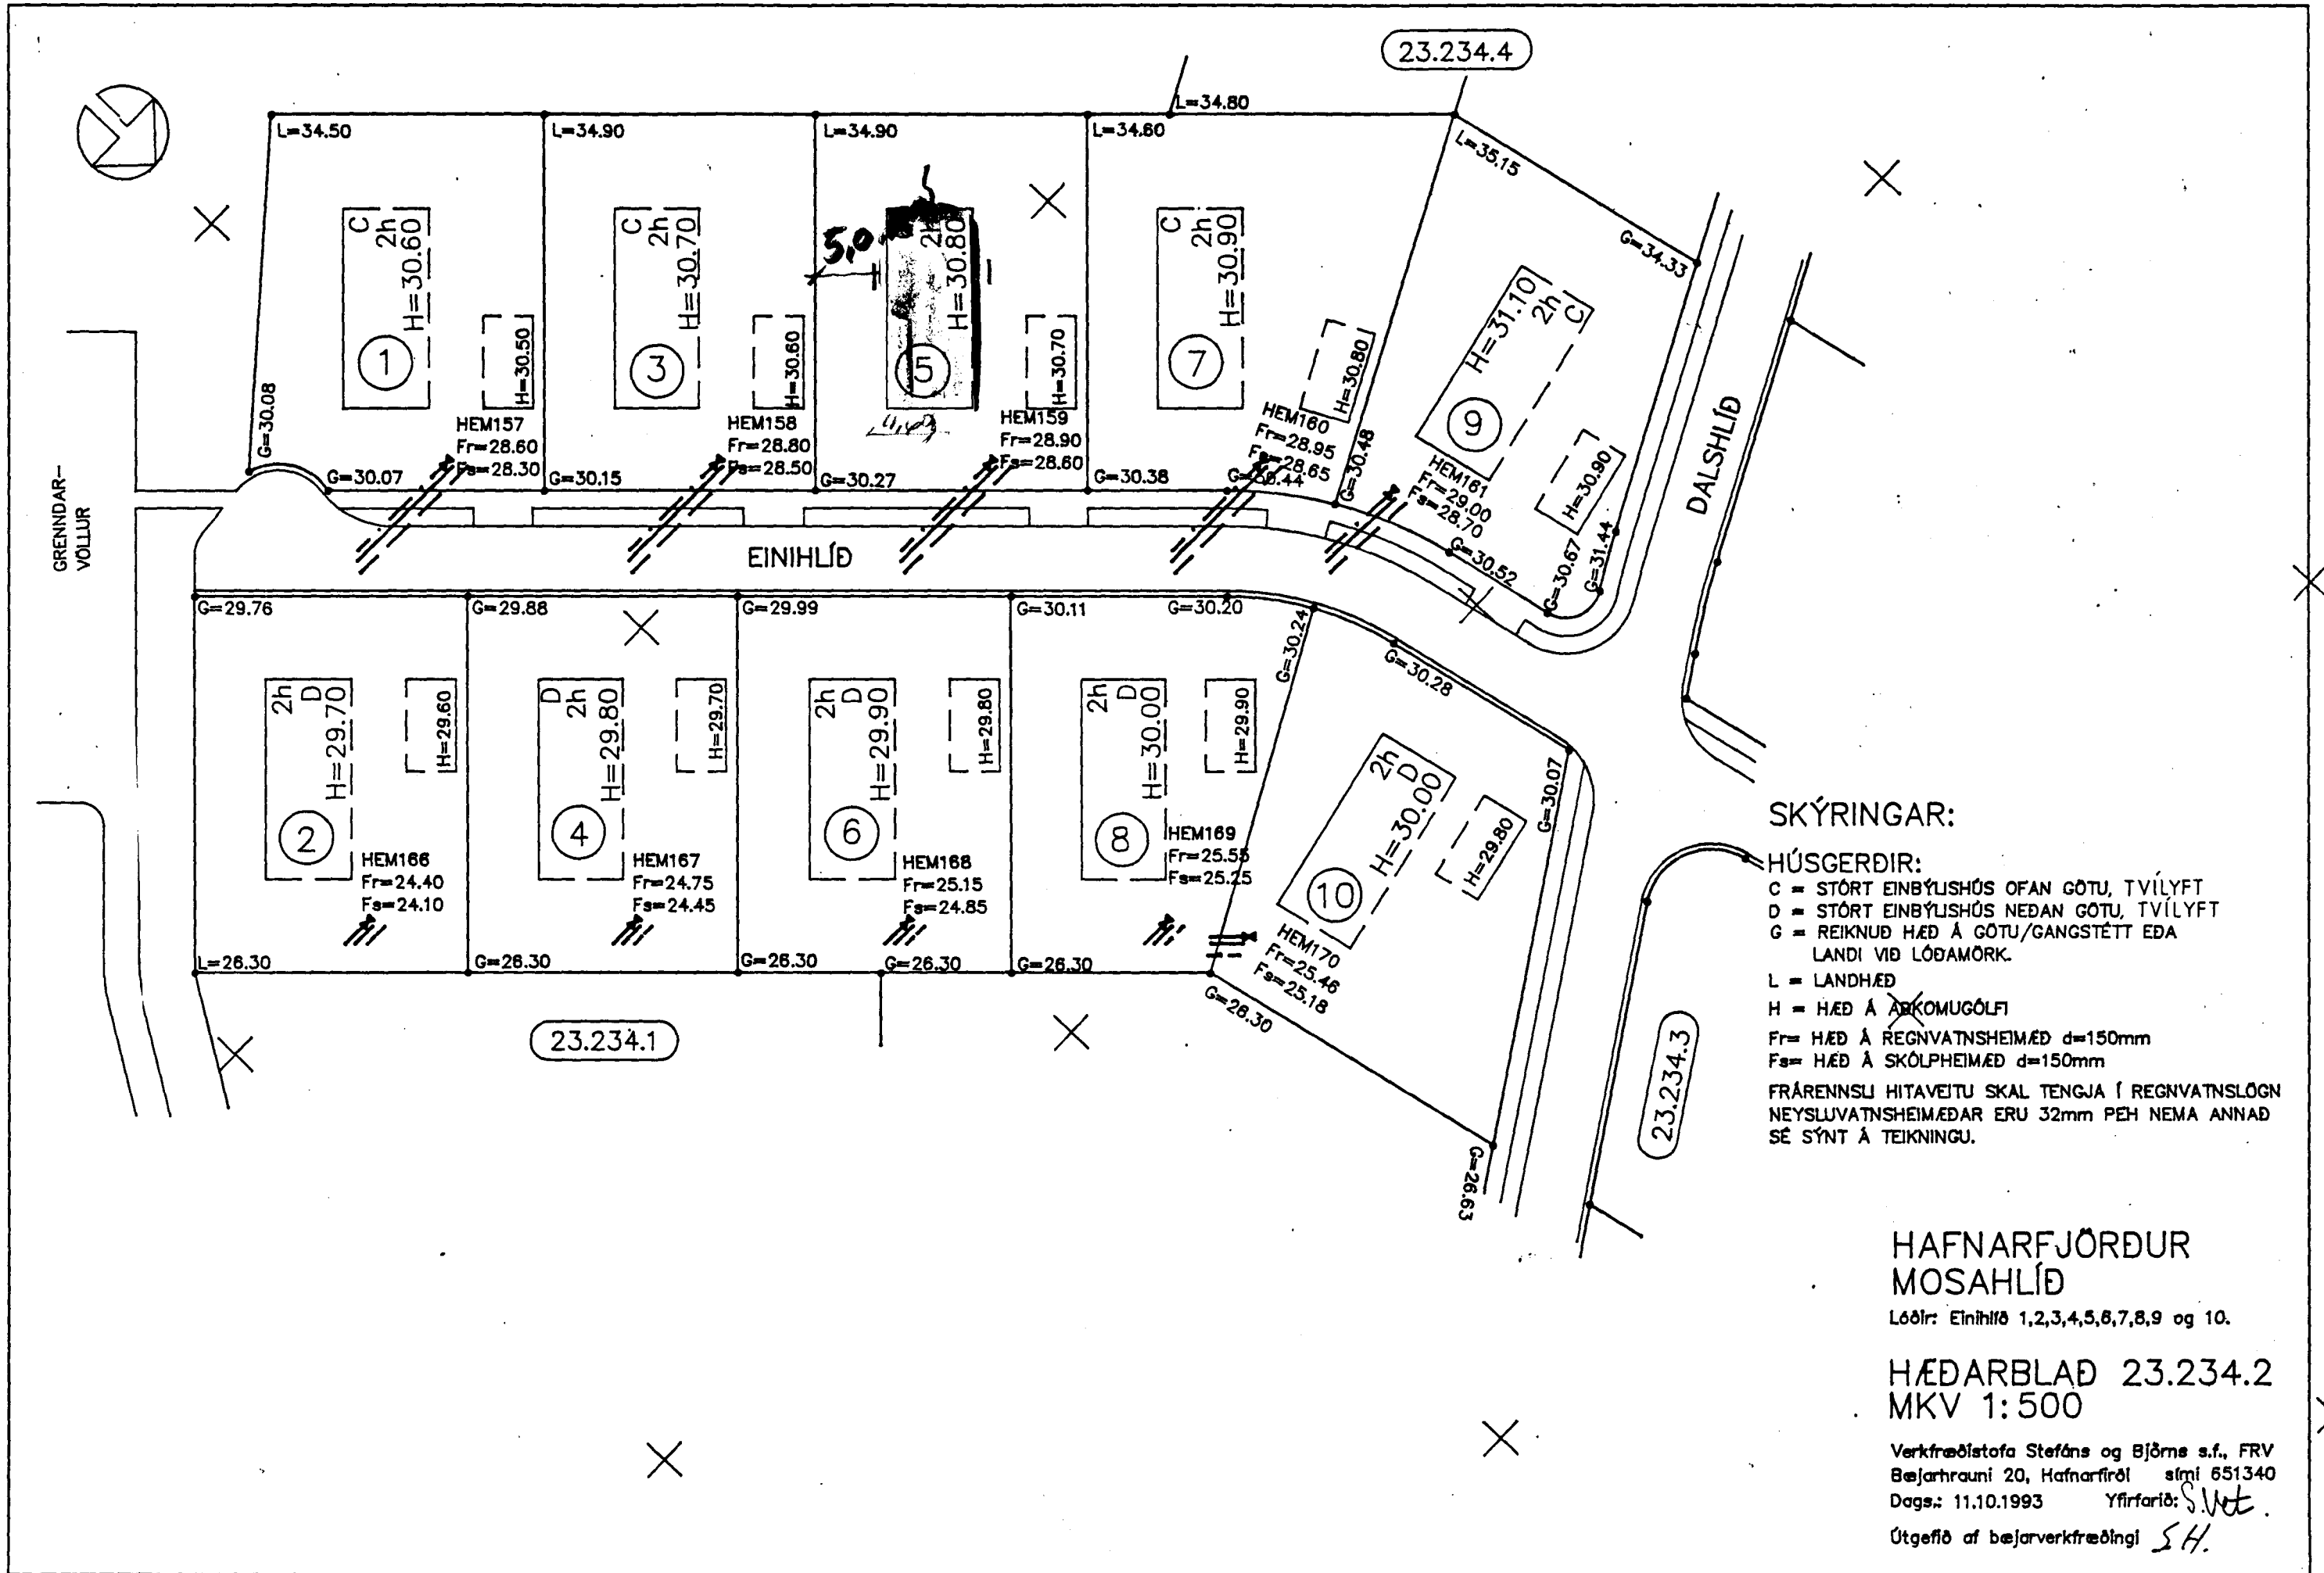 23.234.4
L=34.50
L=34.90
L=34.90
L=34.60
L=34.80
L=35.15
G=34.33
C
2h
H=30.60
1
H=30.50
C
2h
H=30.70
3
H=30.60
5,0
2h
H=30.80
5
H=30.70
C
2h
H=30.90
7
H=30.80
H=31.10
2h
C
9
H=30.90
DALSHLÍÐ
G=30.08
HEM157
Fr=28.60
Fs=28.30
HEM158
Fr=28.80
Fs=28.50
HEM159
Fr=28.90
Fs=28.60
HEM160
Fr=28.95
Fs=28.65
HEM161
Fr=29.00
Fs=28.70
G=30.07
G=30.15
G=30.27
G=30.38
G=30.44
G=30.48
G=30.52
G=30.67
G=31.44
GRENNDAR-
VÖLLUR
EINIHLÍÐ
G=29.76
G=29.88
G=29.99
G=30.11
G=30.20
G=30.24
G=30.28
G=30.07
2h
D
H=29.70
2
H=29.60
D
2h
H=29.80
4
H=29.70
2h
D
H=29.90
6
H=29.80
2h
D
H=30.00
8
H=29.90
2h
D
H=30.00
10
H=29.80
HEM166
Fr=24.40
Fs=24.10
HEM167
Fr=24.75
Fs=24.45
HEM168
Fr=25.15
Fs=24.85
HEM169
Fr=25.55
Fs=25.25
HEM170
Fr=25.46
Fs=25.18
L=26.30
G=26.30
G=26.30
G=26.30
G=26.30
G=26.30
G=26.63
23.234.1
23.234.3
SKÝRINGAR:
HÚSGERÐIR:
C = STÓRT EINBÝLISHÚS OFAN GÖTU, TVÍLYFT
D = STÓRT EINBÝLISHÚS NEÐAN GÖTU, TVÍLYFT
G = REIKNUÐ HÆÐ Á GÖTU/GANGSTÉTT EÐA
LANDI VIÐ LÓÐAMÖRK.
L = LANDHÆÐ
H = HÆÐ Á AÐKOMUGÓLFI
Fr= HÆÐ Á REGNVATNSHEIMÆÐ d=150mm
Fs= HÆÐ Á SKÓLPHEIMÆÐ d=150mm
FRÁRENNSLI HITAVEITU SKAL TENGJA Í REGNVATNSLÖGN
NEYSLUVATNSHEIMÆÐAR ERU 32mm PEH NEMA ANNAÐ
SÉ SÝNT Á TEIKNINGU.
HAFNARFJÖRÐUR
MOSAHLÍÐ
Lóðir: Einihlíð 1,2,3,4,5,6,7,8,9 og 10.
HÆÐARBLAÐ 23.234.2
MKV 1:500
Verkfræðistofa Stefáns og Björns s.f., FRV
Bæjarhrauni 20, Hafnarfirði sími 651340
Dags.: 11.10.1993 Yfirfarið:
Útgefið af bæjarverkfræðingi S.H.